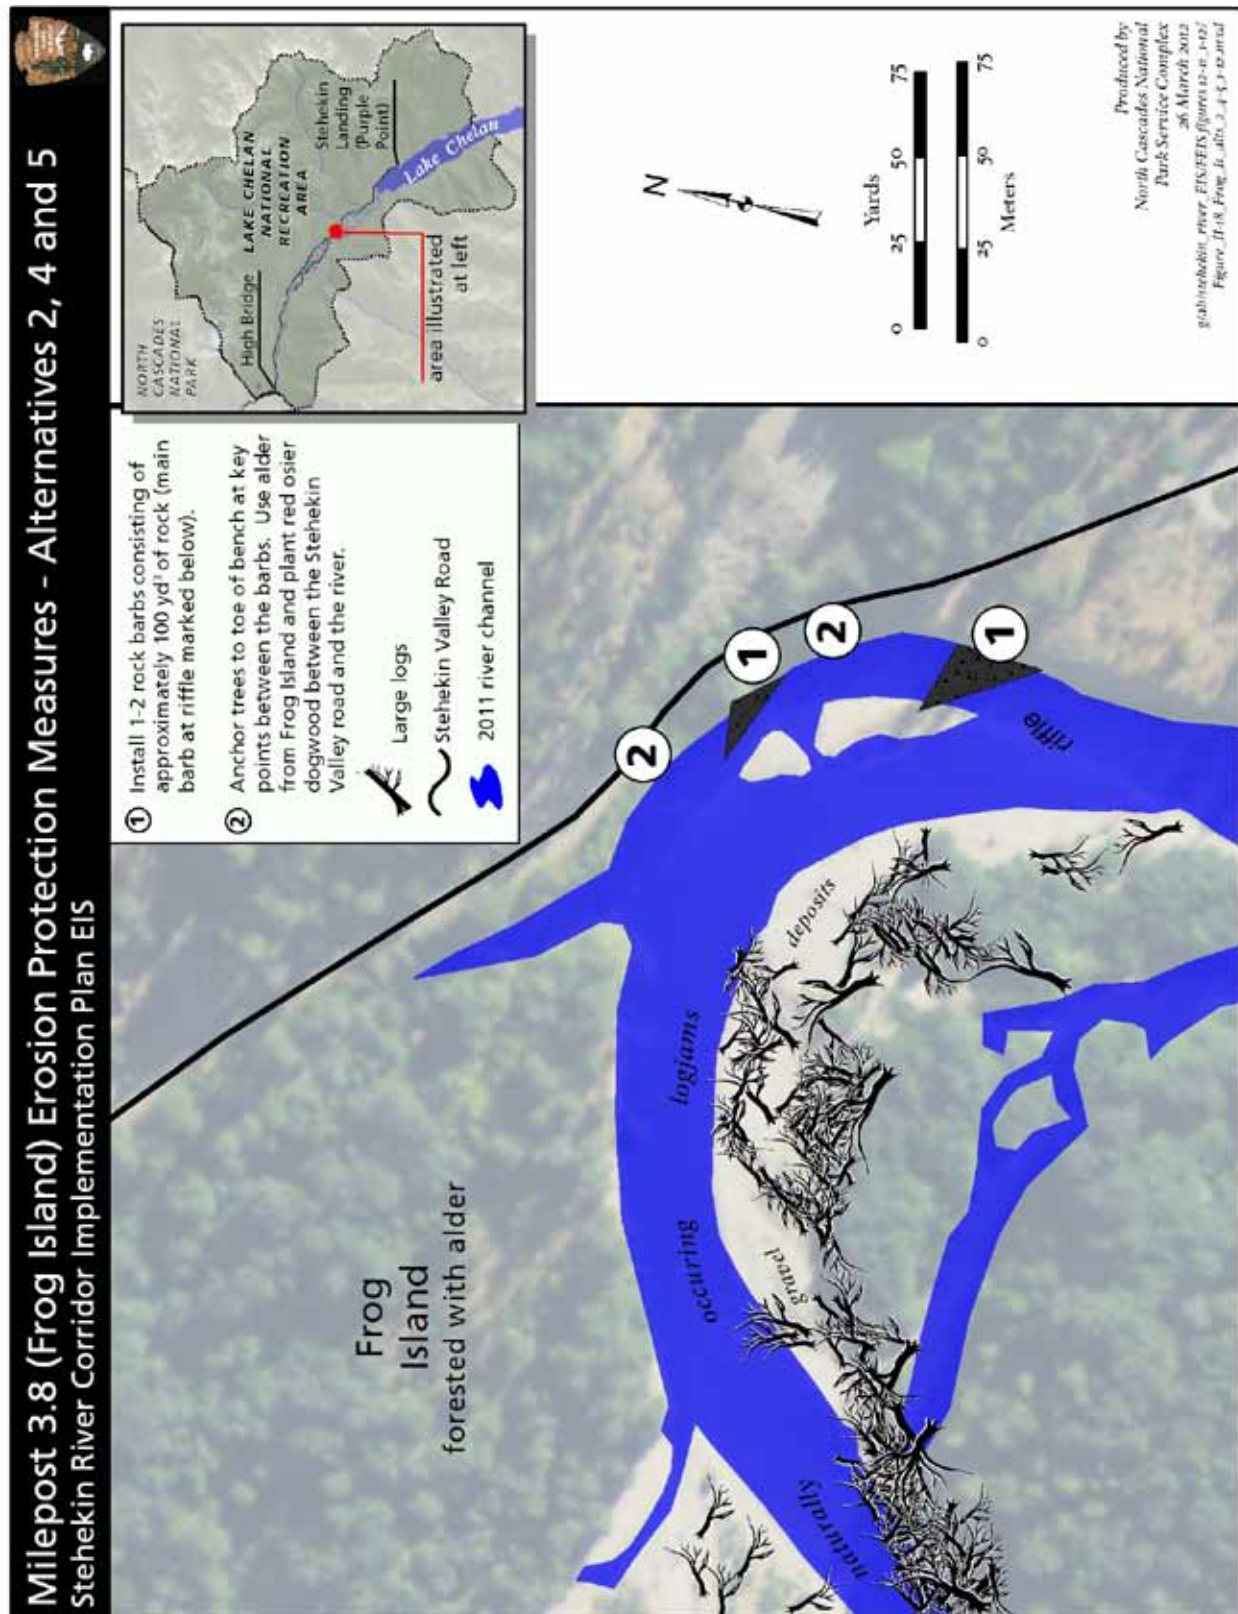 Milepost 3.8 (Frog Island) Erosion Protection Measures - Alternatives 2, 4 and 5
Stehekin River Corridor Implementation Plan EIS
1 Install 1-2 rock barbs consisting of
approximately 100 yd³ of rock (main
barb at riffle marked below).
2 Anchor trees to toe of bench at key
points between the barbs. Use alder
from Frog Island and plant red osier
dogwood between the Stehekin
Valley road and the river.
Large logs
Stehekin Valley Road
2011 river channel
NORTH
CASCADES
NATIONAL
PARK
High Bridge
LAKE CHELAN
NATIONAL
RECREATION
AREA
Stehekin
Landing
(Purple
Point)
Lake Chelan
area illustrated
at left
Frog
Island
forested with alder
naturally
occuring
logjams
gravel
deposits
riffle
2
1
2
1
N
0 25 50 75
Yards
Meters
0 25 50 75
Produced by
North Cascades National
Park Service Complex
26 March 2012